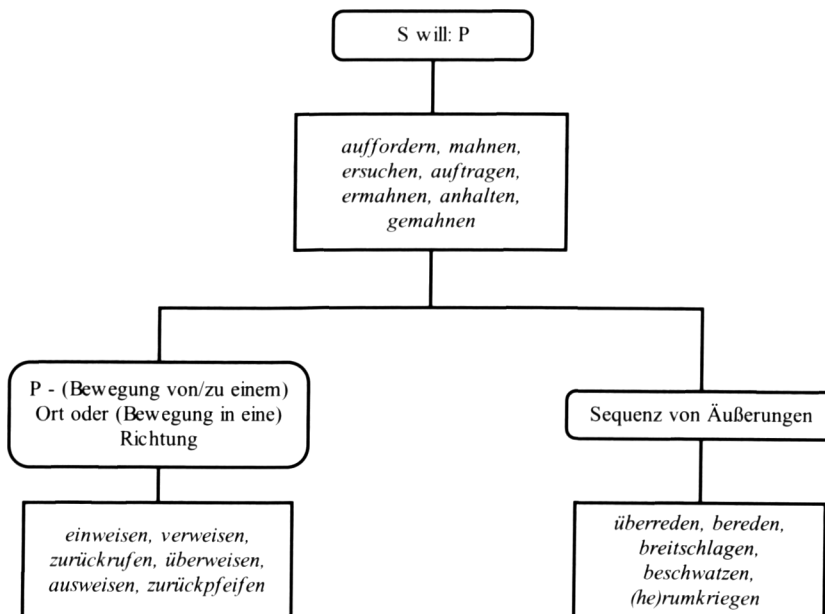 S will: P
auffordern, mahnen,
ersuchen, auftragen,
ermahnen, anhalten,
gemahnen
P - (Bewegung von/zu einem)
Ort oder (Bewegung in eine)
Richtung
einweisen, verweisen,
zurückrufen, überweisen,
ausweisen, zurückpfeifen
Sequenz von Äußerungen
überreden, bereden,
breitschlagen,
beschwatzen,
(he)rumkriegen